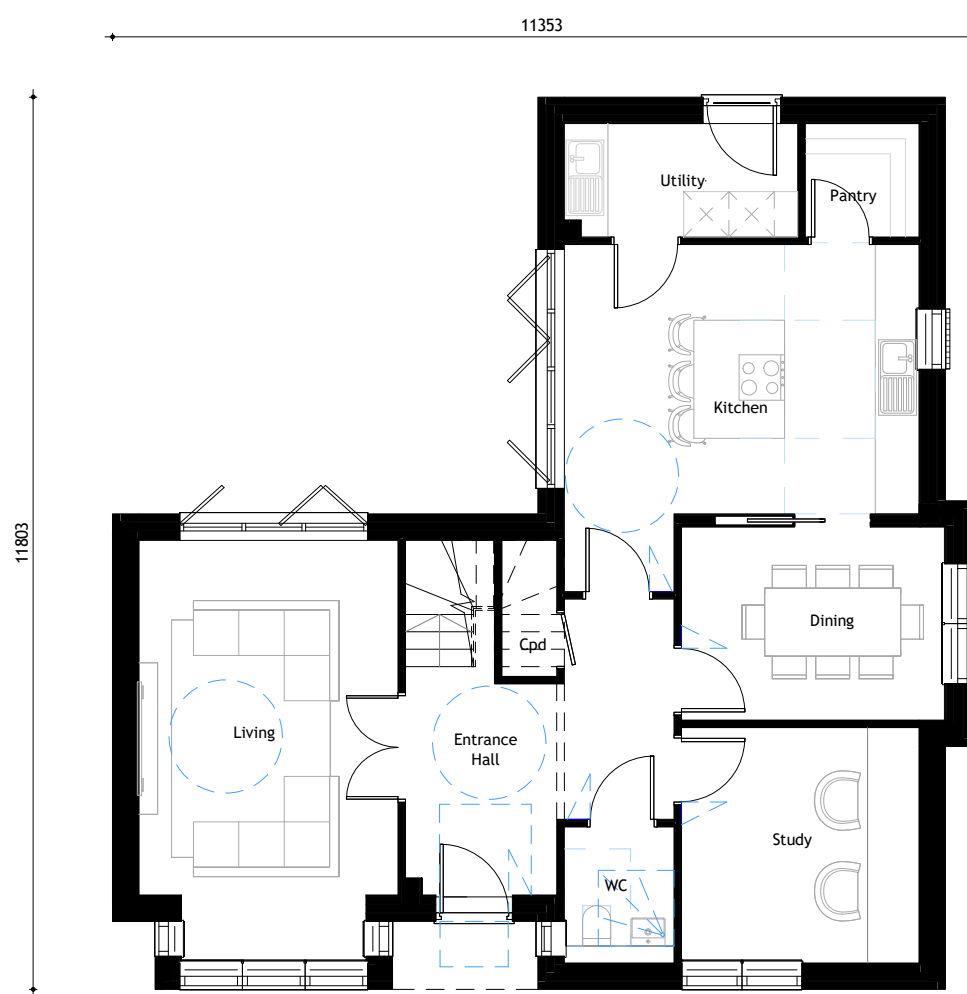 11353
Utility
Pantry
Kitchen
11803
Cpd
Dining
Living
Entrance
Hall
Study
WC